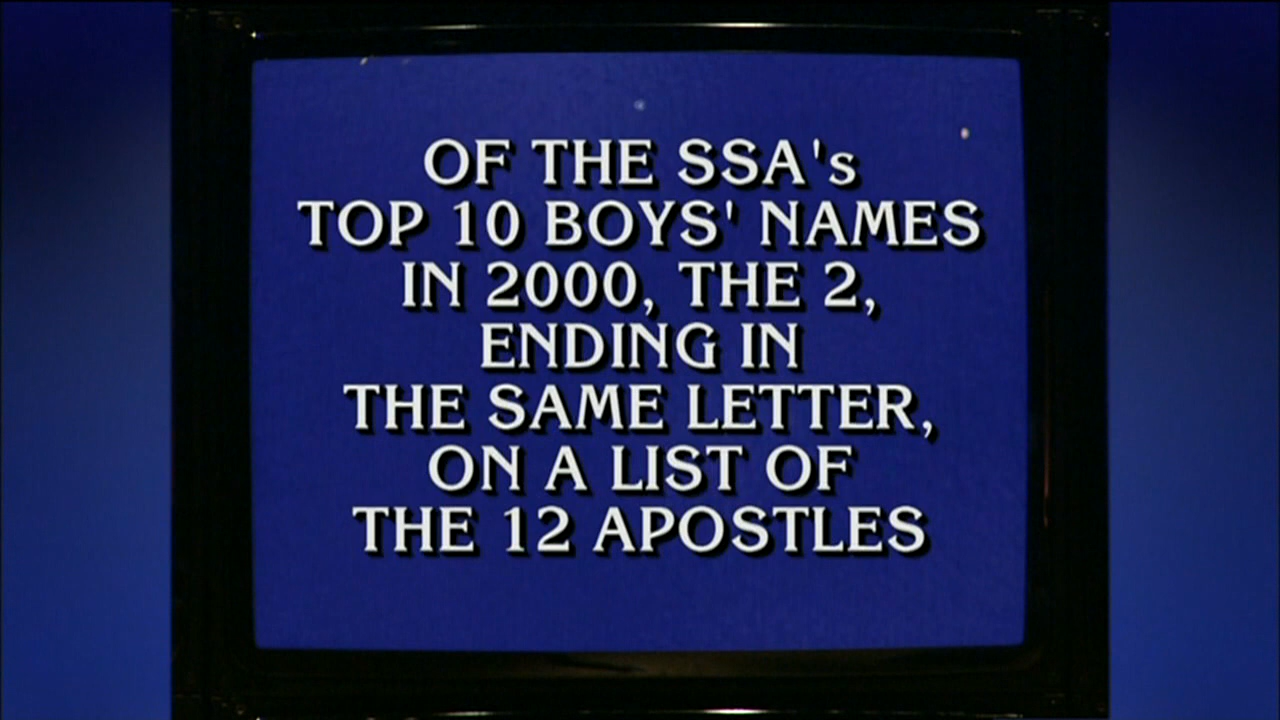 OF THE SSA's
TOP 10 BOYS' NAMES
IN 2000, THE 2,
ENDING IN
THE SAME LETTER,
ON A LIST OF
THE 12 APOSTLES